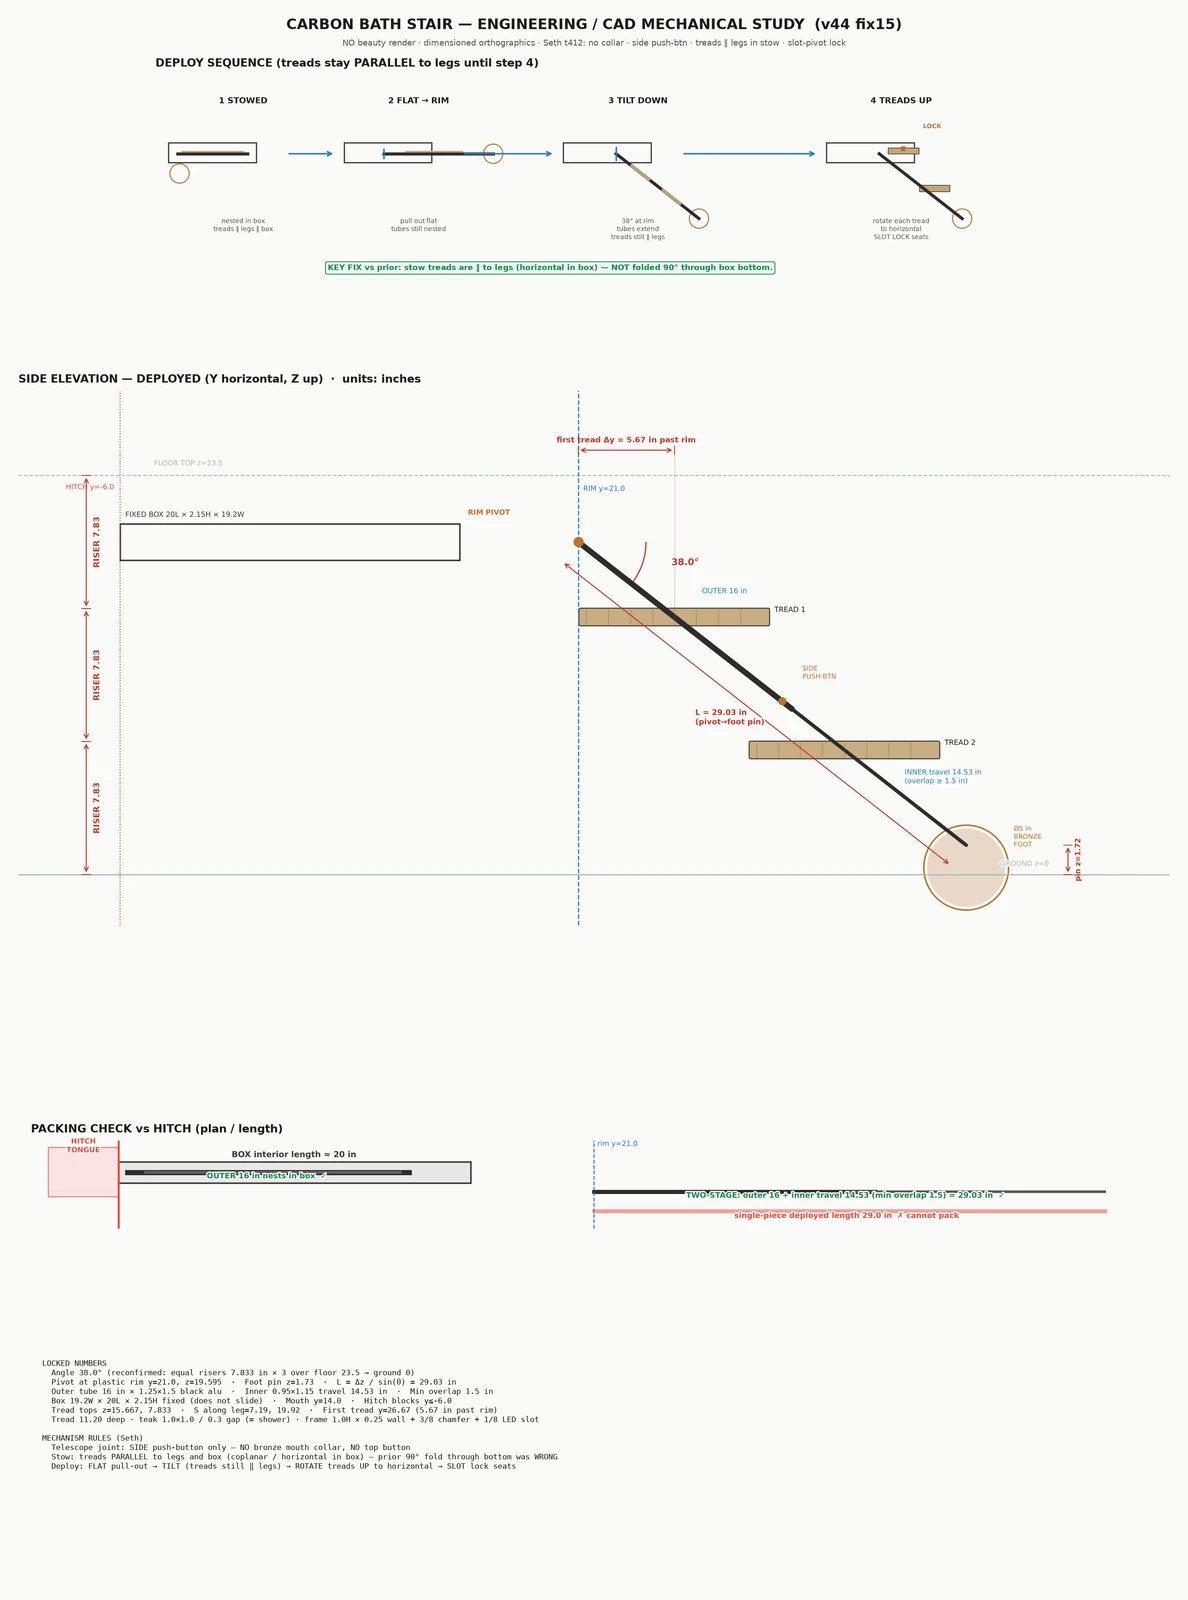 CARBON BATH STAIR — ENGINEERING / CAD MECHANICAL STUDY (v44 fix15)
NO beauty render · dimensioned orthographics · Seth t412: no collar · side push-btn · treads ∥ legs in stow · slot-pivot lock
DEPLOY SEQUENCE (treads stay PARALLEL to legs until step 4)
1 STOWED
2 FLAT → RIM
3 TILT DOWN
4 TREADS UP
LOCK
nested in box
treads ∥ legs ∥ box
pull out flat
tubes still nested
38° at rim
tubes extend
treads still ∥ legs
rotate each tread
to horizontal
SLOT LOCK seats
KEY FIX vs prior: stow treads are ∥ to legs (horizontal in box) — NOT folded 90° through box bottom.
SIDE ELEVATION — DEPLOYED (Y horizontal, Z up) · units: inches
first tread Δy = 5.67 in past rim
FLOOR TOP z=23.5
HITCH y=-6.0
RIM y=21.0
FIXED BOX 20L × 2.15H × 19.2W
RIM PIVOT
RISER 7.83
38.0°
OUTER 16 in
TREAD 1
RISER 7.83
SIDE
PUSH-BTN
L = 29.03 in
(pivot→foot pin)
TREAD 2
INNER travel 14.53 in
(overlap ≥ 1.5 in)
RISER 7.83
Ø5 in
BRONZE
FOOT
GROUND z=0
pin z=1.72
PACKING CHECK vs HITCH (plan / length)
HITCH
TONGUE
BOX interior length ≈ 20 in
OUTER 16 in nests in box ✓
rim y=21.0
TWO-STAGE: outer 16 + inner travel 14.53 (min overlap 1.5) = 29.03 in ✓
single-piece deployed length 29.0 in ✗ cannot pack
LOCKED NUMBERS
Angle 38.0° (reconfirmed: equal risers 7.833 in × 3 over floor 23.5 → ground 0)
Pivot at plastic rim y=21.0, z=19.595 · Foot pin z=1.73 · L = Δz / sin(θ) = 29.03 in
Outer tube 16 in × 1.25×1.5 black alu · Inner 0.95×1.15 travel 14.53 in · Min overlap 1.5 in
Box 19.2W × 20L × 2.15H fixed (does not slide) · Mouth y=14.0 · Hitch blocks y≤-6.0
Tread tops z=15.667, 7.833 · S along leg=7.19, 19.92 · First tread y=26.67 (5.67 in past rim)
Tread 11.20 deep · teak 1.0×1.0 / 0.3 gap (= shower) · frame 1.0H × 0.25 wall + 3/8 chamfer + 1/8 LED slot
MECHANISM RULES (Seth)
Telescope joint: SIDE push-button only — NO bronze mouth collar, NO top button
Stow: treads PARALLEL to legs and box (coplanar / horizontal in box) — prior 90° fold through bottom was WRONG
Deploy: FLAT pull-out → TILT (treads still ∥ legs) → ROTATE treads UP to horizontal → SLOT lock seats